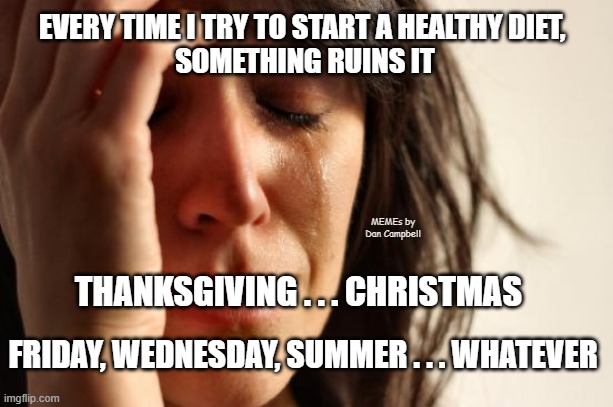 EVERY TIME I TRY TO START A HEALTHY DIET,
SOMETHING RUINS IT
MEMEs by
Dan Campbell
THANKSGIVING . . . CHRISTMAS
FRIDAY, WEDNESDAY, SUMMER . . . WHATEVER
imgflip.com